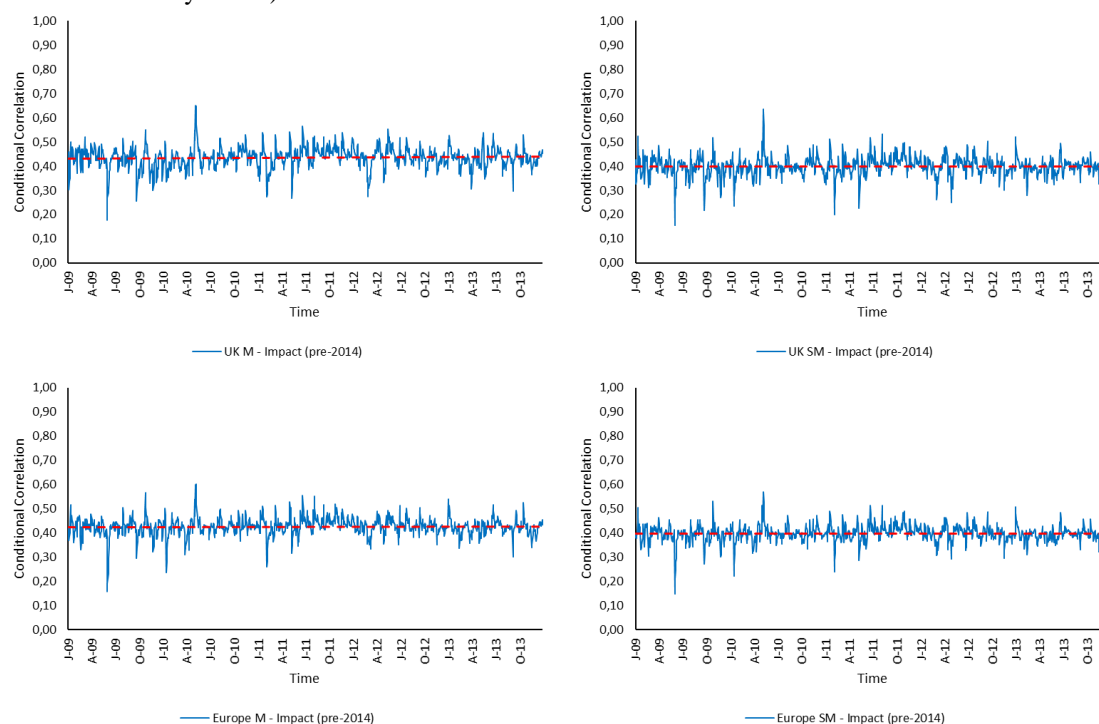 1,00
0,90
0,80
0,70
0,60
0,50
0,40
0,30
0,20
0,10
0,00
Conditional Correlation
J-09 A-09 J-09 O-09 J-10 A-10 J-10 O-10 J-11 A-11 J-11 O-11 J-12 A-12 J-12 O-12 J-13 A-13 J-13 O-13
Time
UK M - Impact (pre-2014)
1,00
0,90
0,80
0,70
0,60
0,50
0,40
0,30
0,20
0,10
0,00
Conditional Correlation
J-09 A-09 J-09 O-09 J-10 A-10 J-10 O-10 J-11 A-11 J-11 O-11 J-12 A-12 J-12 O-12 J-13 A-13 J-13 O-13
Time
UK SM - Impact (pre-2014)
1,00
0,90
0,80
0,70
0,60
0,50
0,40
0,30
0,20
0,10
0,00
Conditional Correlation
J-09 A-09 J-09 O-09 J-10 A-10 J-10 O-10 J-11 A-11 J-11 O-11 J-12 A-12 J-12 O-12 J-13 A-13 J-13 O-13
Time
Europe M - Impact (pre-2014)
1,00
0,90
0,80
0,70
0,60
0,50
0,40
0,30
0,20
0,10
0,00
Conditional Correlation
J-09 A-09 J-09 O-09 J-10 A-10 J-10 O-10 J-11 A-11 J-11 O-11 J-12 A-12 J-12 O-12 J-13 A-13 J-13 O-13
Time
Europe SM - Impact (pre-2014)